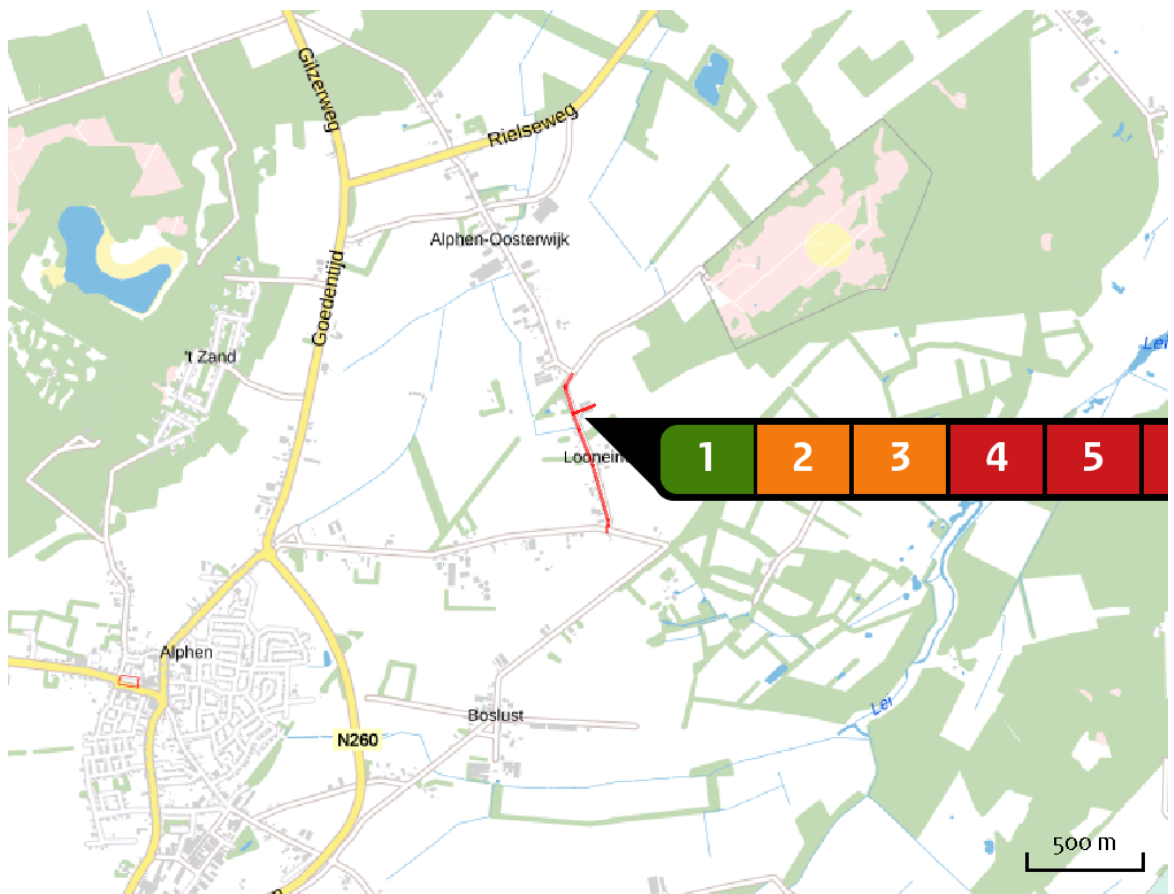 Gilzerweg
Rielseweg
Alphen-Oosterwijk
Goedentijd
't Zand
Lei
1 2 3 4 5
Alphen
Lei
Boslust
N260
500 m